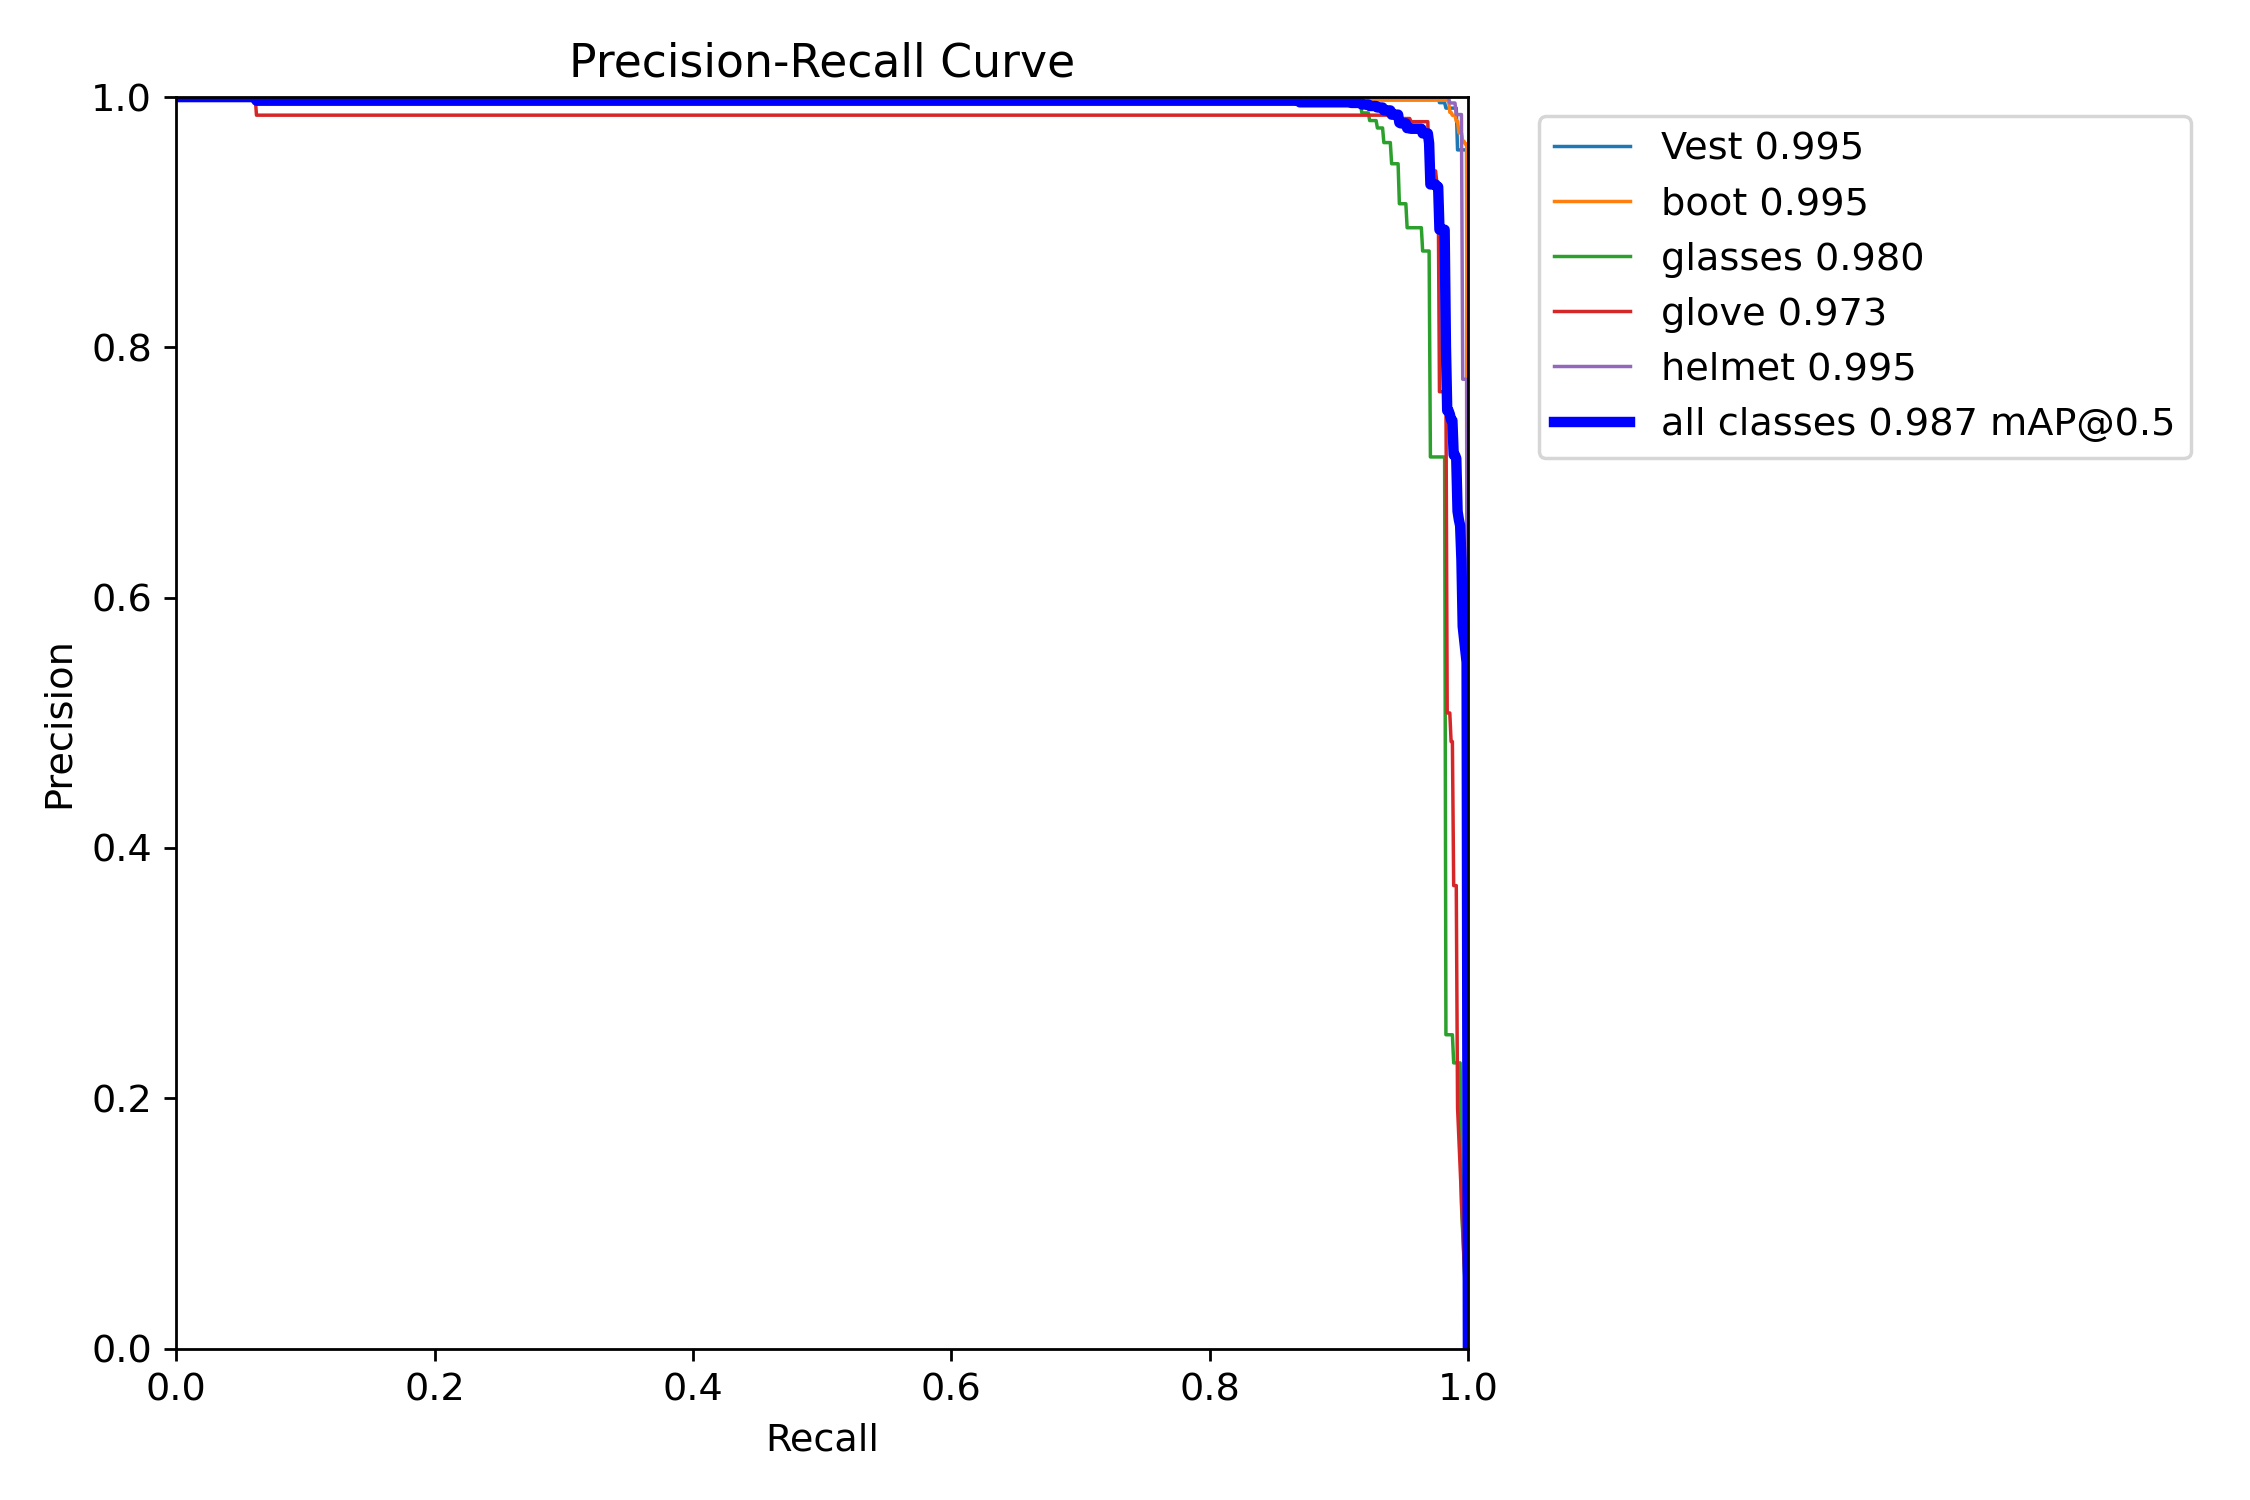 Precision-Recall Curve
1.0
0.8
0.6
0.4
0.2
0.0
Precision
0.0 0.2 0.4 0.6 0.8 1.0
Recall
Vest 0.995
boot 0.995
glasses 0.980
glove 0.973
helmet 0.995
all classes 0.987 mAP@0.5